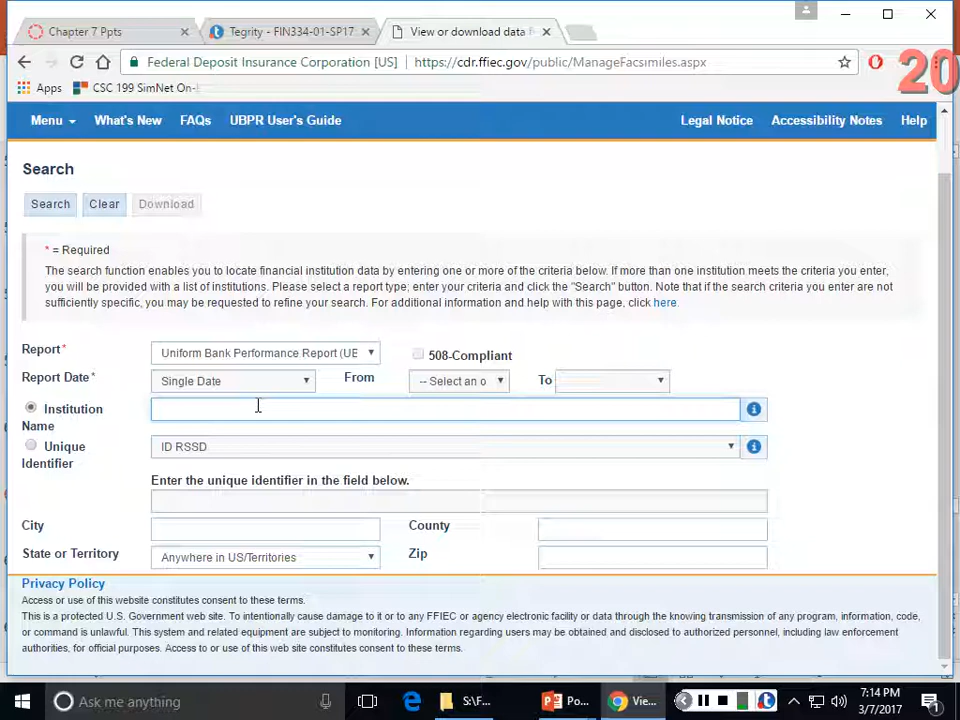 Chapter 7 Ppts
Tegrity - FIN334-01-SP17
View or download data
Federal Deposit Insurance Corporation [US] https://cdr.ffiec.gov/public/ManageFacsimiles.aspx
20
Apps CSC 199 SimNet On-
Menu What's New FAQs UBPR User's Guide Legal Notice Accessibility Notes Help
Search
Search Clear Download
* = Required
The search function enables you to locate financial institution data by entering one or more of the criteria below. If more than one institution meets the criteria you enter,
you will be provided with a list of institutions. Please select a report type; enter your criteria and click the "Search" button. Note that if the search criteria you enter are not
sufficiently specific, you may be requested to refine your search. For additional information and help with this page, click here.
Report* Uniform Bank Performance Report (UB 508-Compliant
Report Date* Single Date From -- Select an o To
Institution
Name
Unique
Identifier
ID RSSD
Enter the unique identifier in the field below.
City County
State or Territory Anywhere in US/Territories Zip
Privacy Policy
Access or use of this website constitutes consent to these terms.
This is a protected U.S. Government web site. To intentionally cause damage to it or to any FFIEC or agency electronic facility or data through the knowing transmission of any program, information, code,
or command is unlawful. This system and related equipment are subject to monitoring. Information regarding users may be obtained and disclosed to authorized personnel, including law enforcement
authorities, for official purposes. Access to or use of this web site constitutes consent to these terms.
Ask me anything
S:\F...
Po...
Vie...
7:14 PM
3/7/2017
1